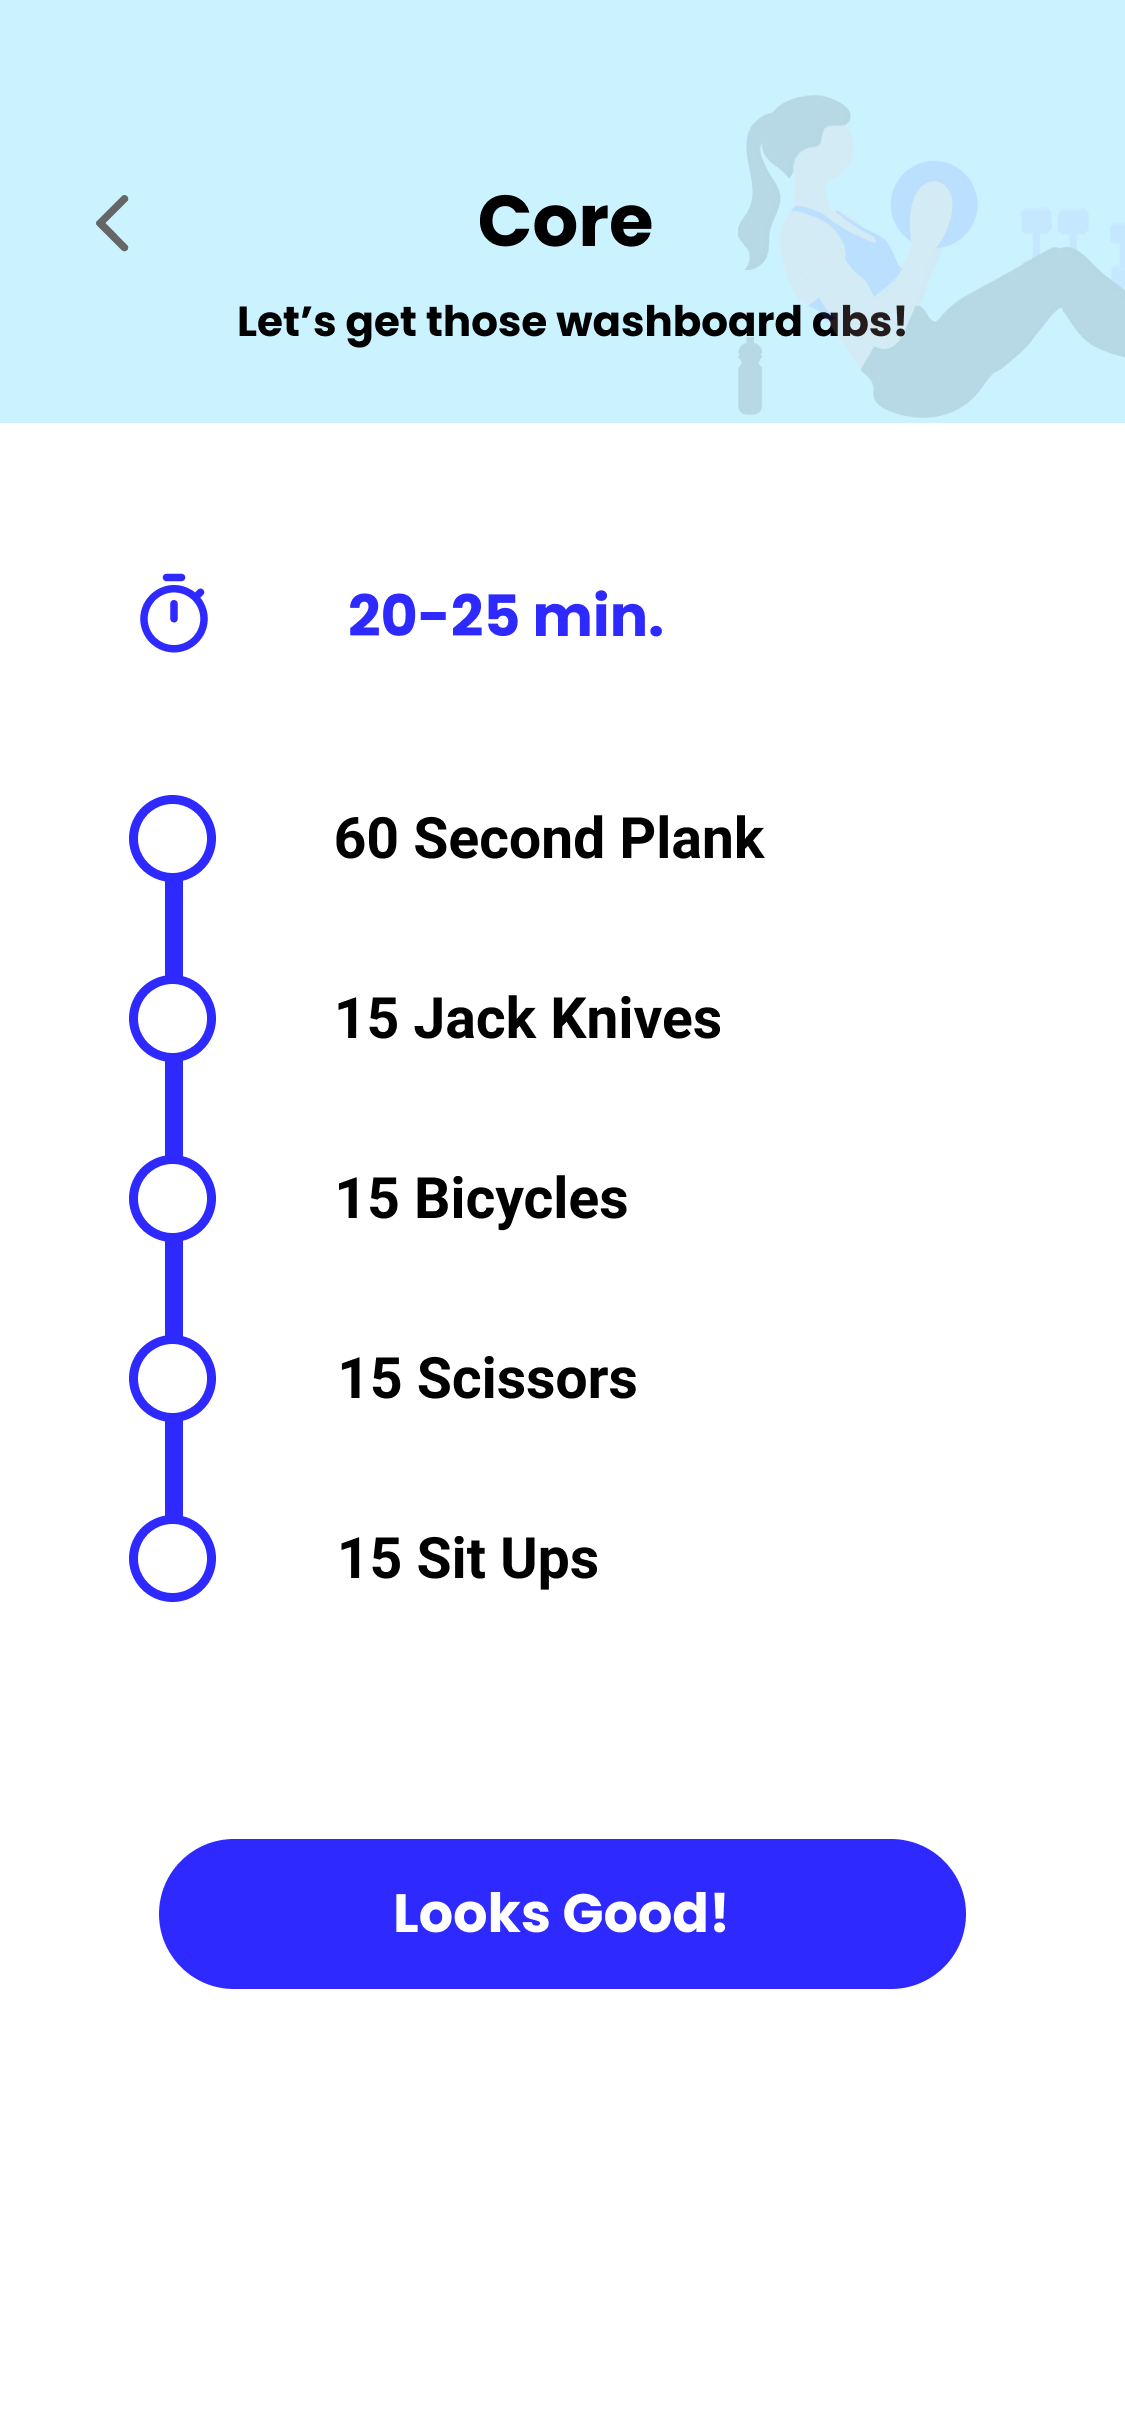 Core
Let’s get those washboard abs!
20-25 min.
60 Second Plank
15 Jack Knives
15 Bicycles
15 Scissors
15 Sit Ups
Looks Good!